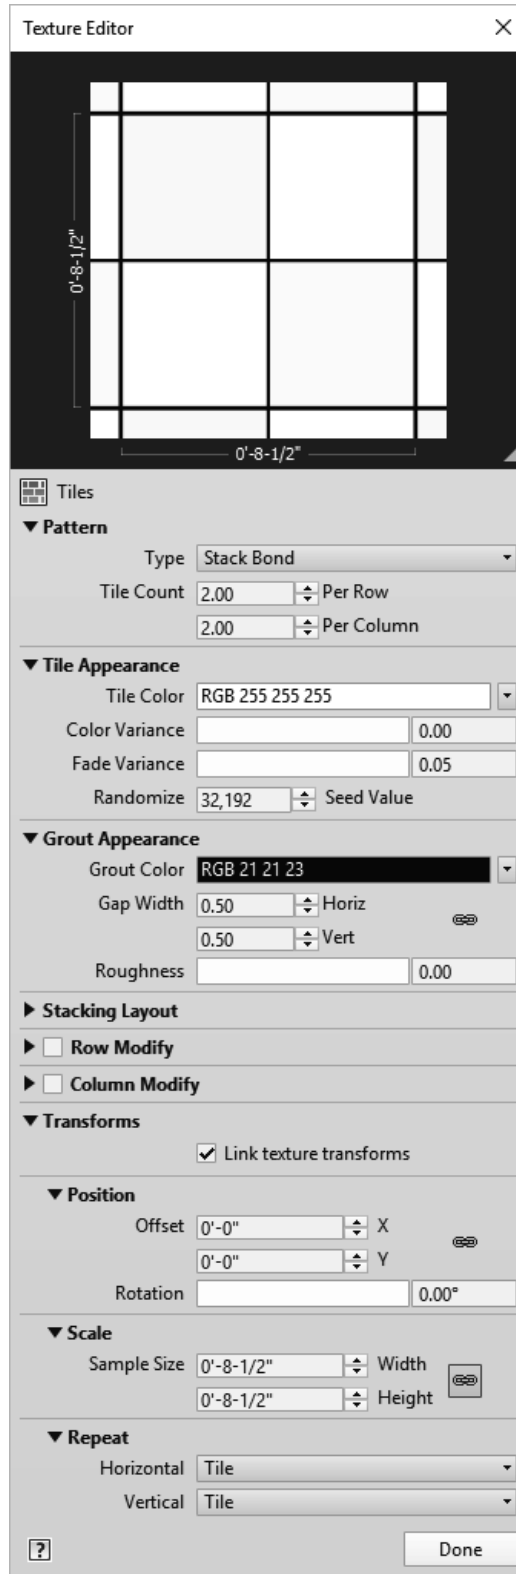 Texture Editor
0'-8-1/2"
0'-8-1/2"
Tiles
Pattern
Type Stack Bond
Tile Count 2.00 Per Row
2.00 Per Column
Tile Appearance
Tile Color RGB 255 255 255
Color Variance 0.00
Fade Variance 0.05
Randomize 32,192 Seed Value
Grout Appearance
Grout Color RGB 21 21 23
Gap Width 0.50 Horiz
0.50 Vert
Roughness 0.00
Stacking Layout
Row Modify
Column Modify
Transforms
Link texture transforms
Position
Offset 0'-0" X
0'-0" Y
Rotation 0.00°
Scale
Sample Size 0'-8-1/2" Width
0'-8-1/2" Height
Repeat
Horizontal Tile
Vertical Tile
? Done